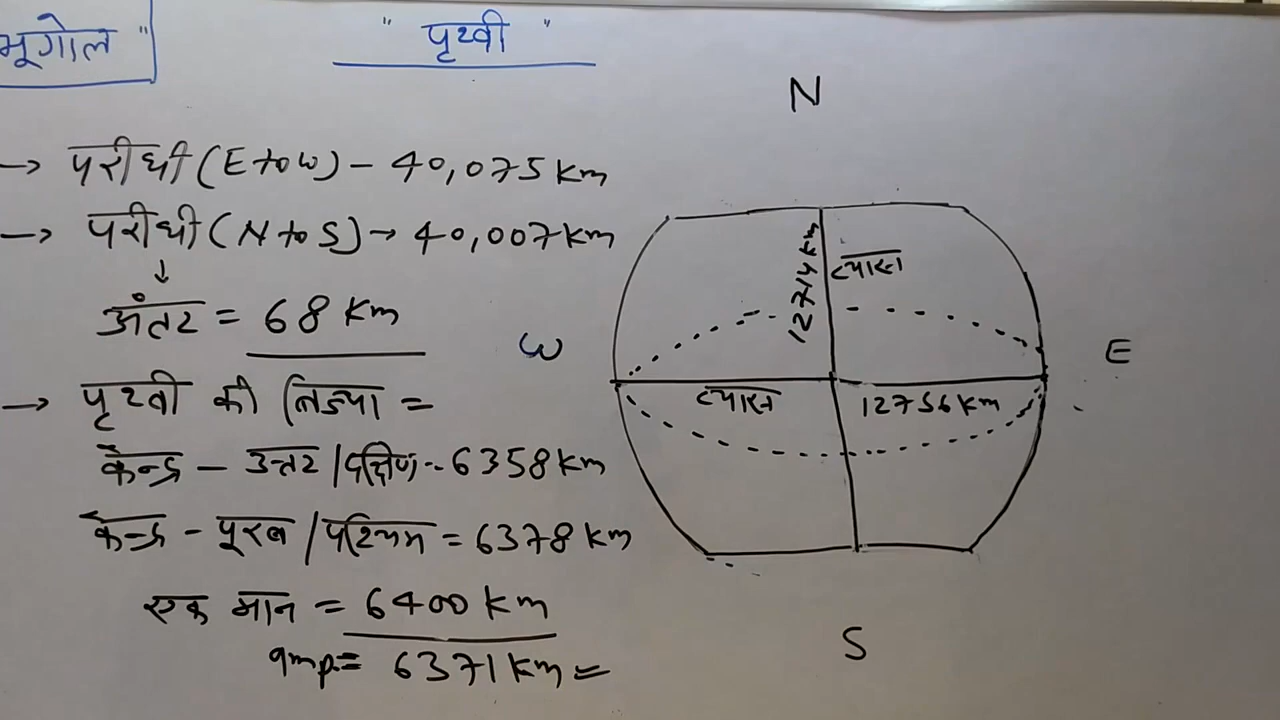 भूगोल "
" पृथ्वी "
→ परीधी (E to W) - 40,075 km
→ परीधी (N to S) → 40,007 km
↓
अंतर = 68 km
→ पृथ्वी की त्रिज्या =
केन्द्र - उत्तर / दक्षिण - 6358 km
केन्द्र - पूरब / पश्चिम = 6378 km
एक मान = 6400 km
Imp = 6371 km =
N
12714 km
व्यास
W
E
व्यास
12756 km
S